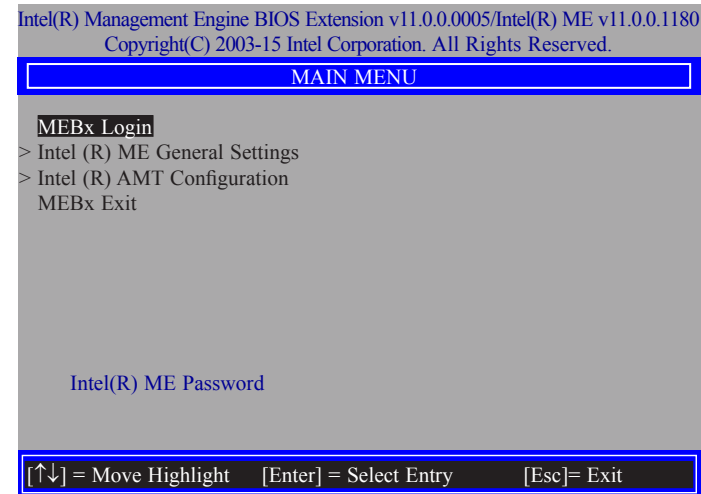 Intel(R) Management Engine BIOS Extension v11.0.0.0005/Intel(R) ME v11.0.0.1180
Copyright(C) 2003-15 Intel Corporation. All Rights Reserved.
MAIN MENU
MEBx Login
> Intel (R) ME General Settings
> Intel (R) AMT Configuration
MEBx Exit
Intel(R) ME Password
[↑↓] = Move Highlight [Enter] = Select Entry [Esc]= Exit